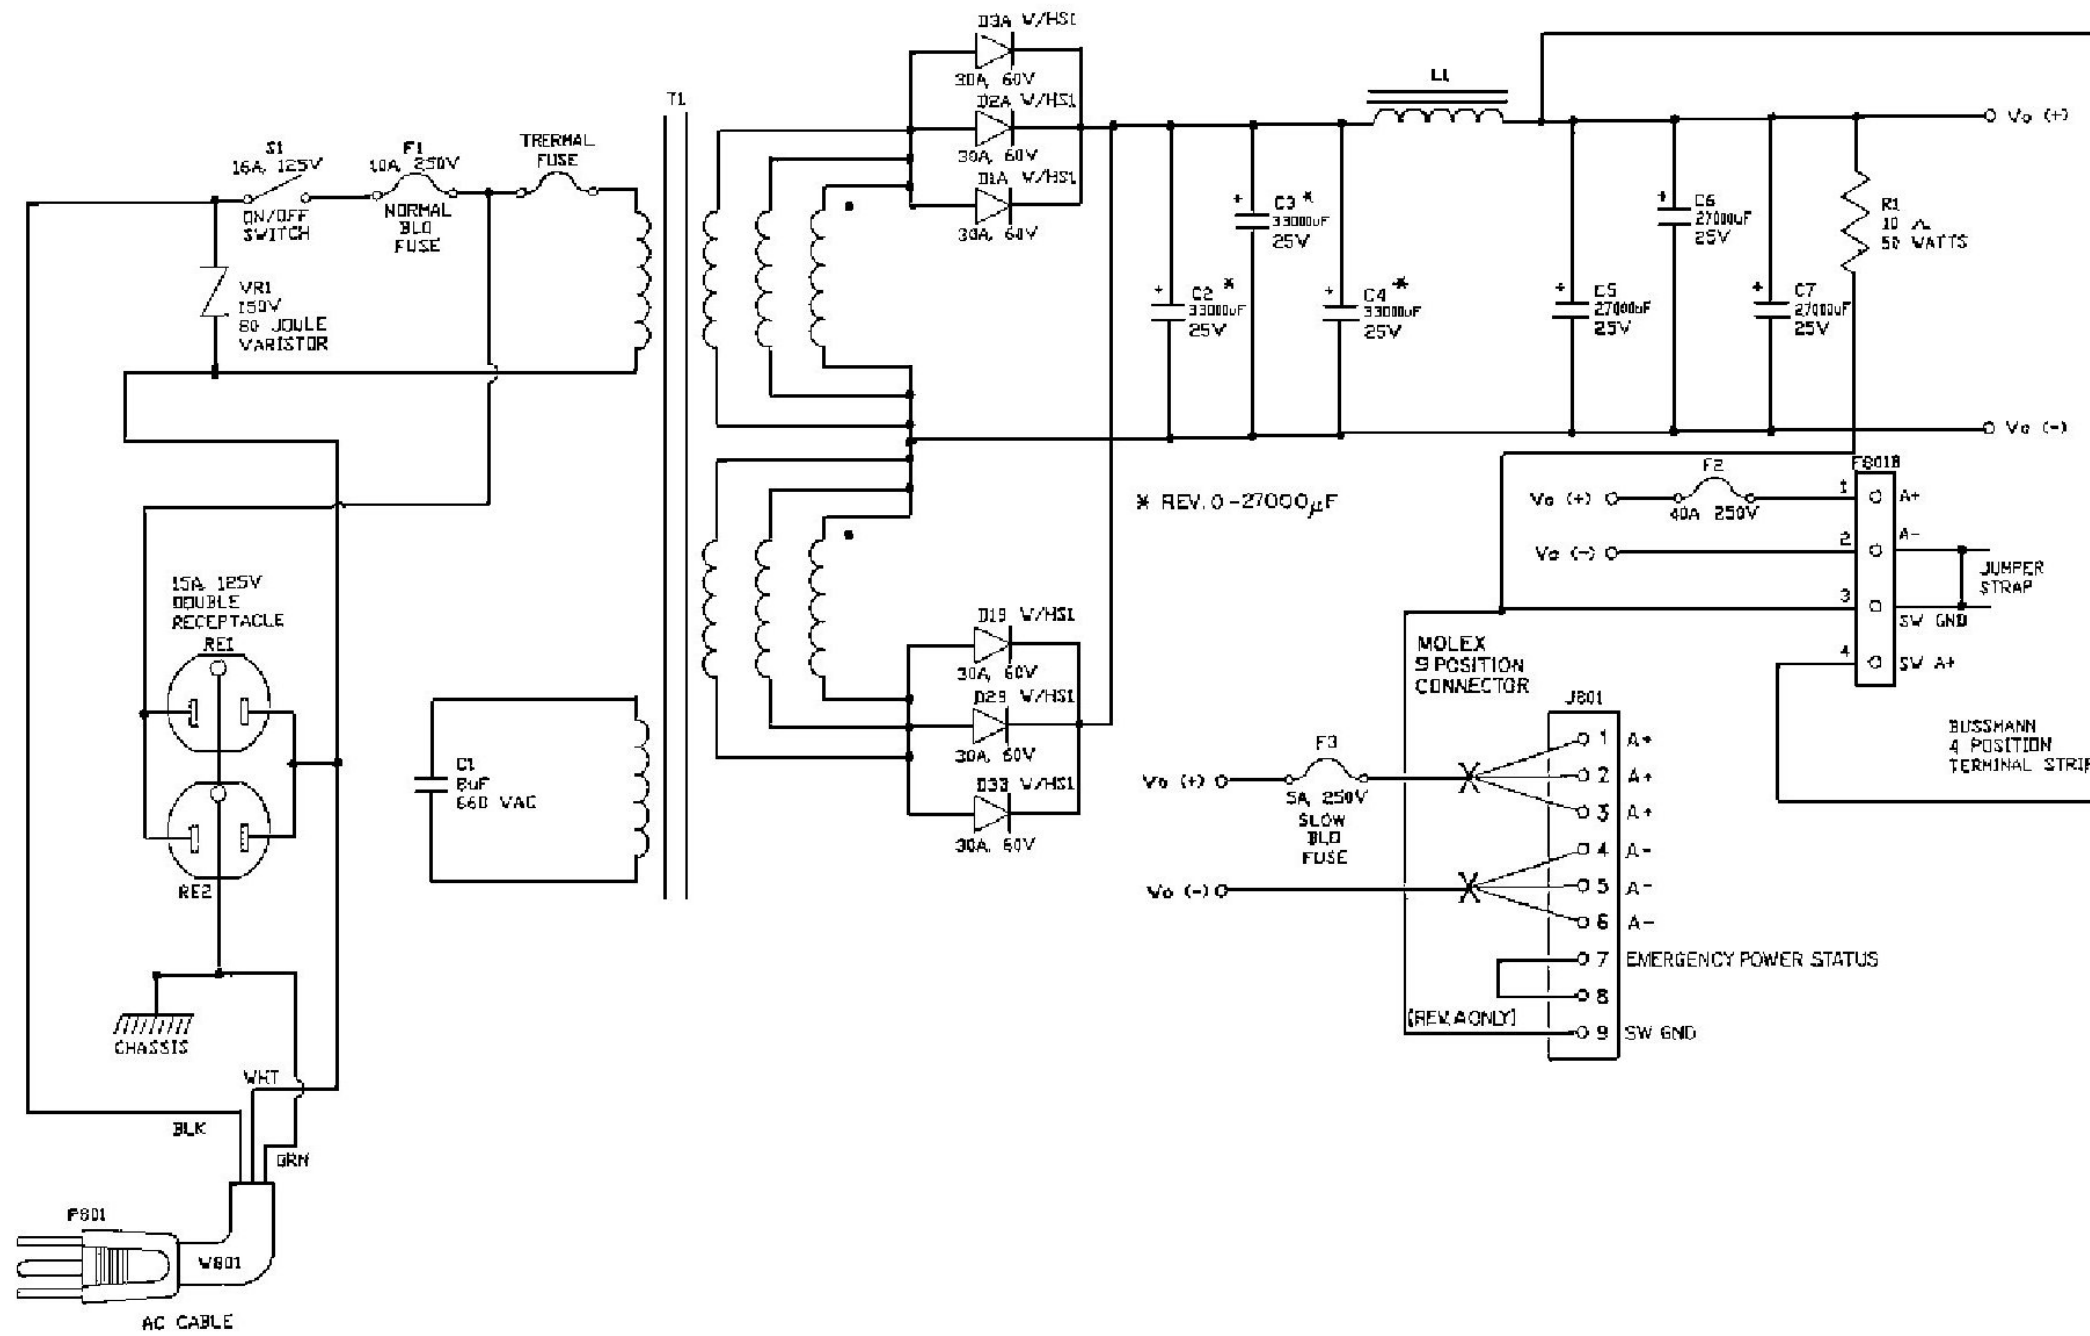 D3A W/HS1
30A, 60V
D2A W/HS1
30A, 60V
D1A W/HS1
30A, 60V
L1
T1
S1
16A, 125V
ON/OFF
SWITCH
F1
10A, 250V
NORMAL
BLO
FUSE
TRERMAL
FUSE
VR1
150V
80 JOULE
VARISTOR
C2 *
33000uF
25V
C3 *
33000uF
25V
C4 *
33000uF
25V
C5
27000uF
25V
C6
27000uF
25V
C7
27000uF
25V
R1
10 Ω
50 WATTS
Vo (+)
Vo (-)
* REV. 0-27000µF
Vo (+)
F2
40A 250V
Vo (-)
1
2
3
4
A+
A-
SW GND
SW A+
JUMPER
STRAP
BUSSMANN
4 POSITION
TERMINAL STRIP
15A, 125V
DOUBLE
RECEPTACLE
RE1
RE2
CHASSIS
C1
8uF
660 VAC
W/HS1
30A, 60V
W/HS1
30A, 60V
W/HS1
30A, 60V
MOLEX
9 POSITION
CONNECTOR
J801
Vo (+)
F3
5A, 250V
SLOW
BLO
FUSE
Vo (-)
1 A+
2 A+
3 A+
4 A-
5 A-
6 A-
7 EMERGENCY POWER STATUS
8
9 SW GND
(REV. A ONLY)
WHT
BLK
GRN
P801
W801
AC CABLE